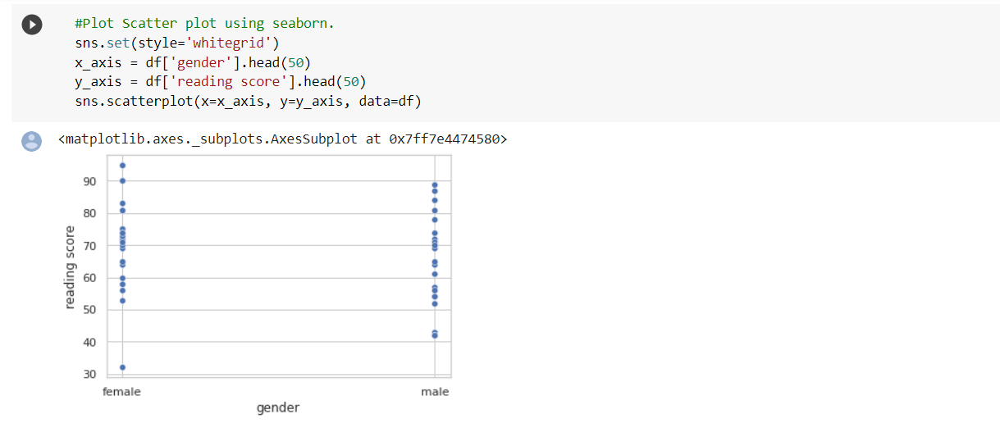 #Plot Scatter plot using seaborn.
sns.set(style='whitegrid')
x_axis = df['gender'].head(50)
y_axis = df['reading score'].head(50)
sns.scatterplot(x=x_axis, y=y_axis, data=df)
<matplotlib.axes._subplots.AxesSubplot at 0x7ff7e4474580>
90
80
70
60
50
40
30
reading score
female male
gender